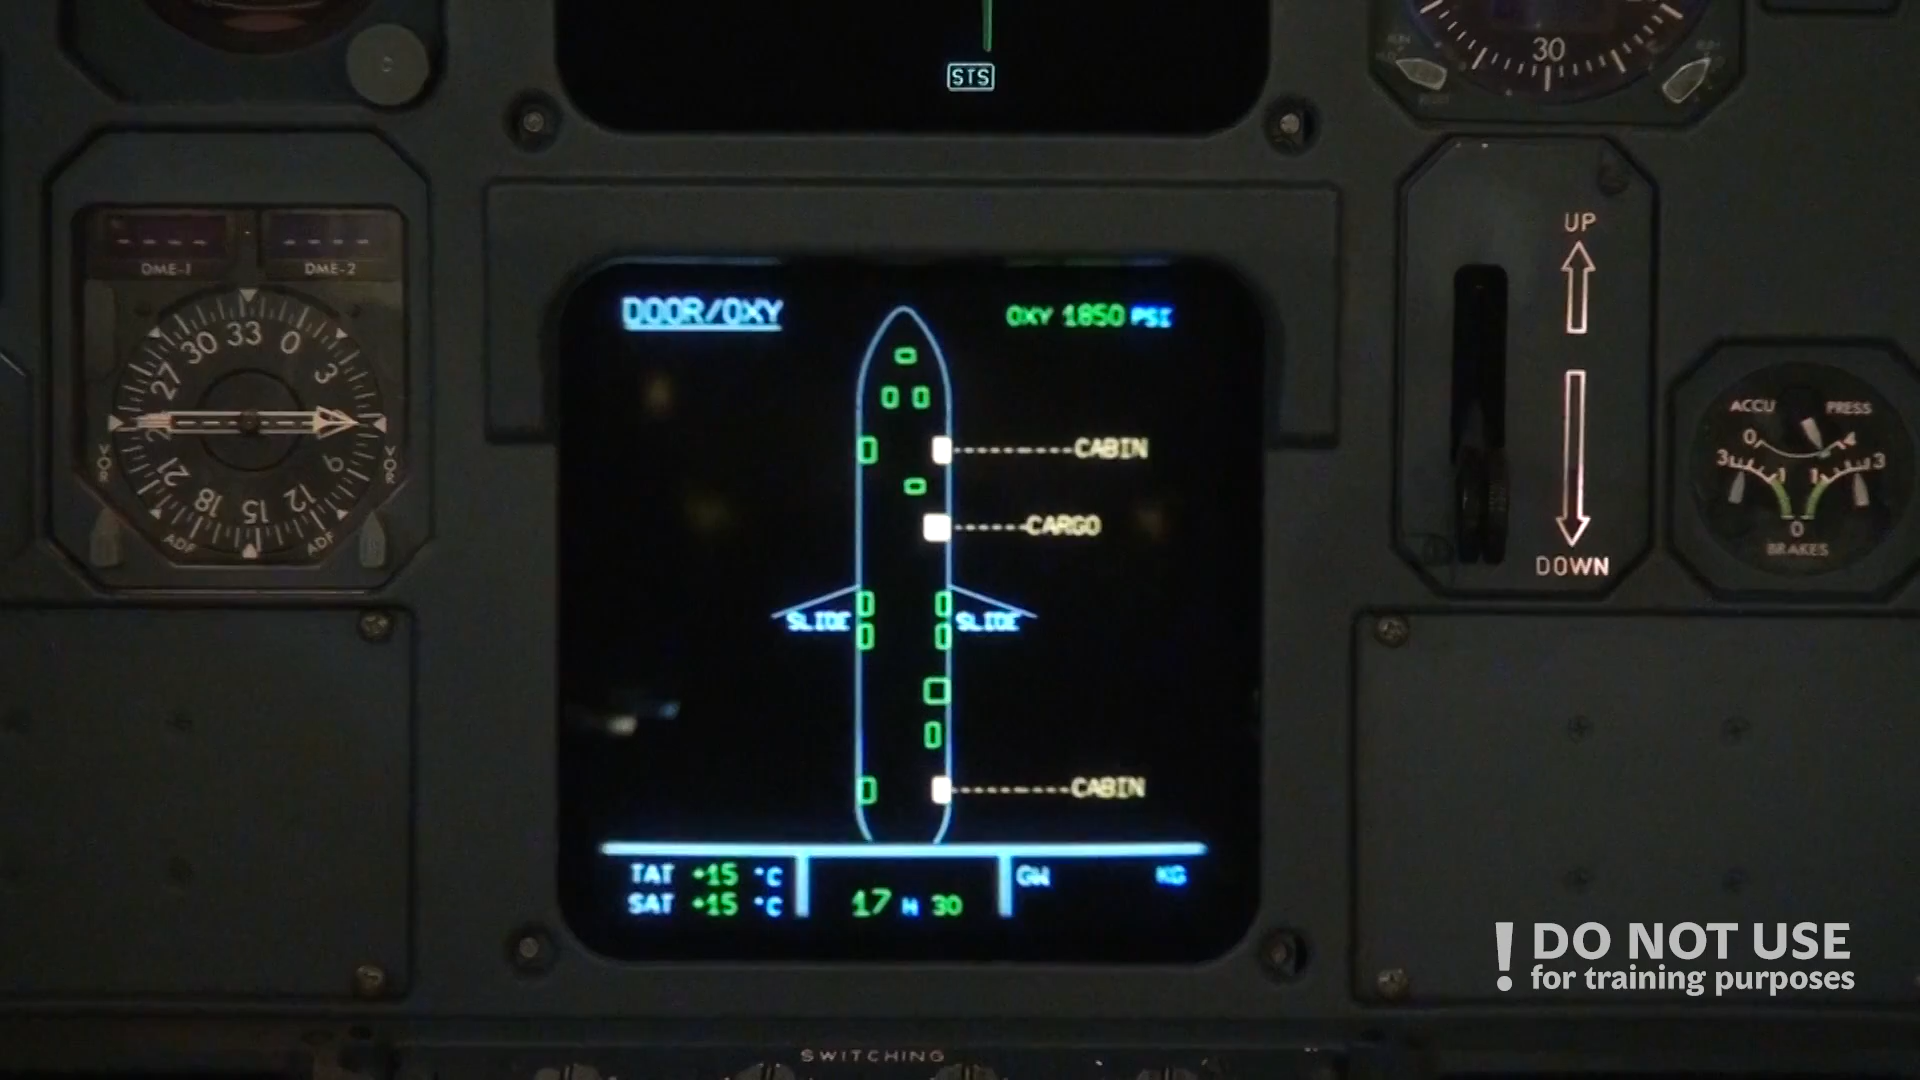 30
STS
UP
DME-1
DME-2
DOOR/OXY
OXY 1850 PSI
30 33 0 3
27
21 18 15 12 9
VOR
VOR
ADF
ADF
ACCU PRESS
0 4
3 1 1 3
0
BRAKES
CABIN
CARGO
DOWN
SLIDE
SLIDE
CABIN
TAT +15 °C
SAT +15 °C
17 H 30
GW KG
! DO NOT USE
for training purposes
SWITCHING